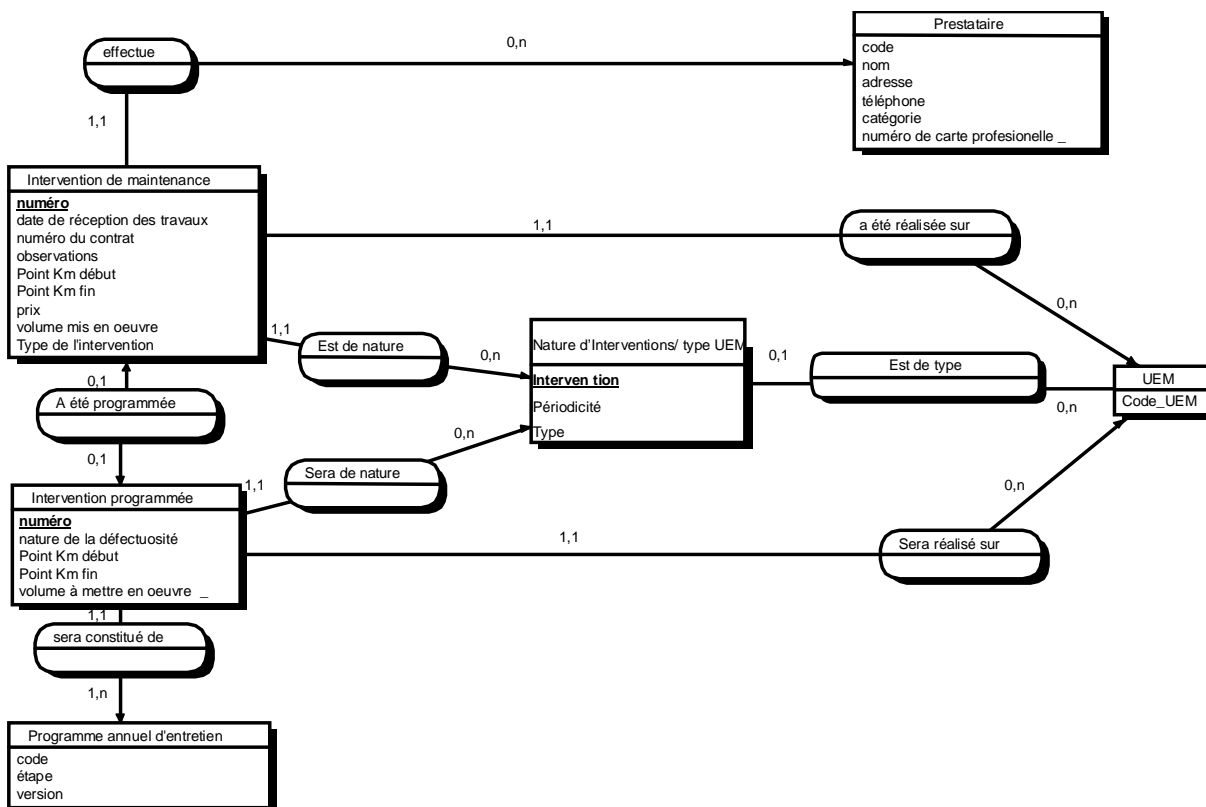 effectue
0,n
Prestataire
code
nom
adresse
téléphone
catégorie
numéro de carte profesionelle _
1,1
Intervention de maintenance
numéro
date de réception des travaux
numéro du contrat
observations
Point Km début
Point Km fin
prix
volume mis en oeuvre
Type de l'intervention
1,1
a été réalisée sur
0,n
1,1
Est de nature
0,n
Nature d'Interventions/ type UEM
Interven tion
Périodicité
Type
0,1
Est de type
0,n
UEM
Code_UEM
0,1
A été programmée
0,1
0,n
Sera de nature
1,1
Intervention programmée
numéro
nature de la défectuosité
Point Km début
Point Km fin
volume à mettre en oeuvre _
1,1
Sera réalisé sur
0,n
1,1
sera constitué de
1,n
Programme annuel d'entretien
code
étape
version